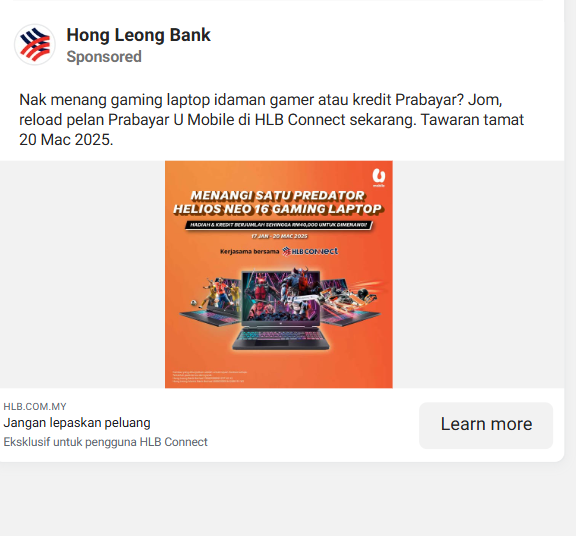 Hong Leong Bank
Sponsored
Nak menang gaming laptop idaman gamer atau kredit Prabayar? Jom,
reload pelan Prabayar U Mobile di HLB Connect sekarang. Tawaran tamat
20 Mac 2025.
U
mobile
MENANGI SATU PREDATOR
HELIOS NEO 16 GAMING LAPTOP
HADIAH & KREDIT BERJUMLAH SEHINGGA RM40,000 UNTUK DIMENANGI!
17 JAN - 20 MAC 2025
Kerjasama bersama HLB CONNECT
HLB.COM.MY
Jangan lepaskan peluang
Eksklusif untuk pengguna HLB Connect
Learn more